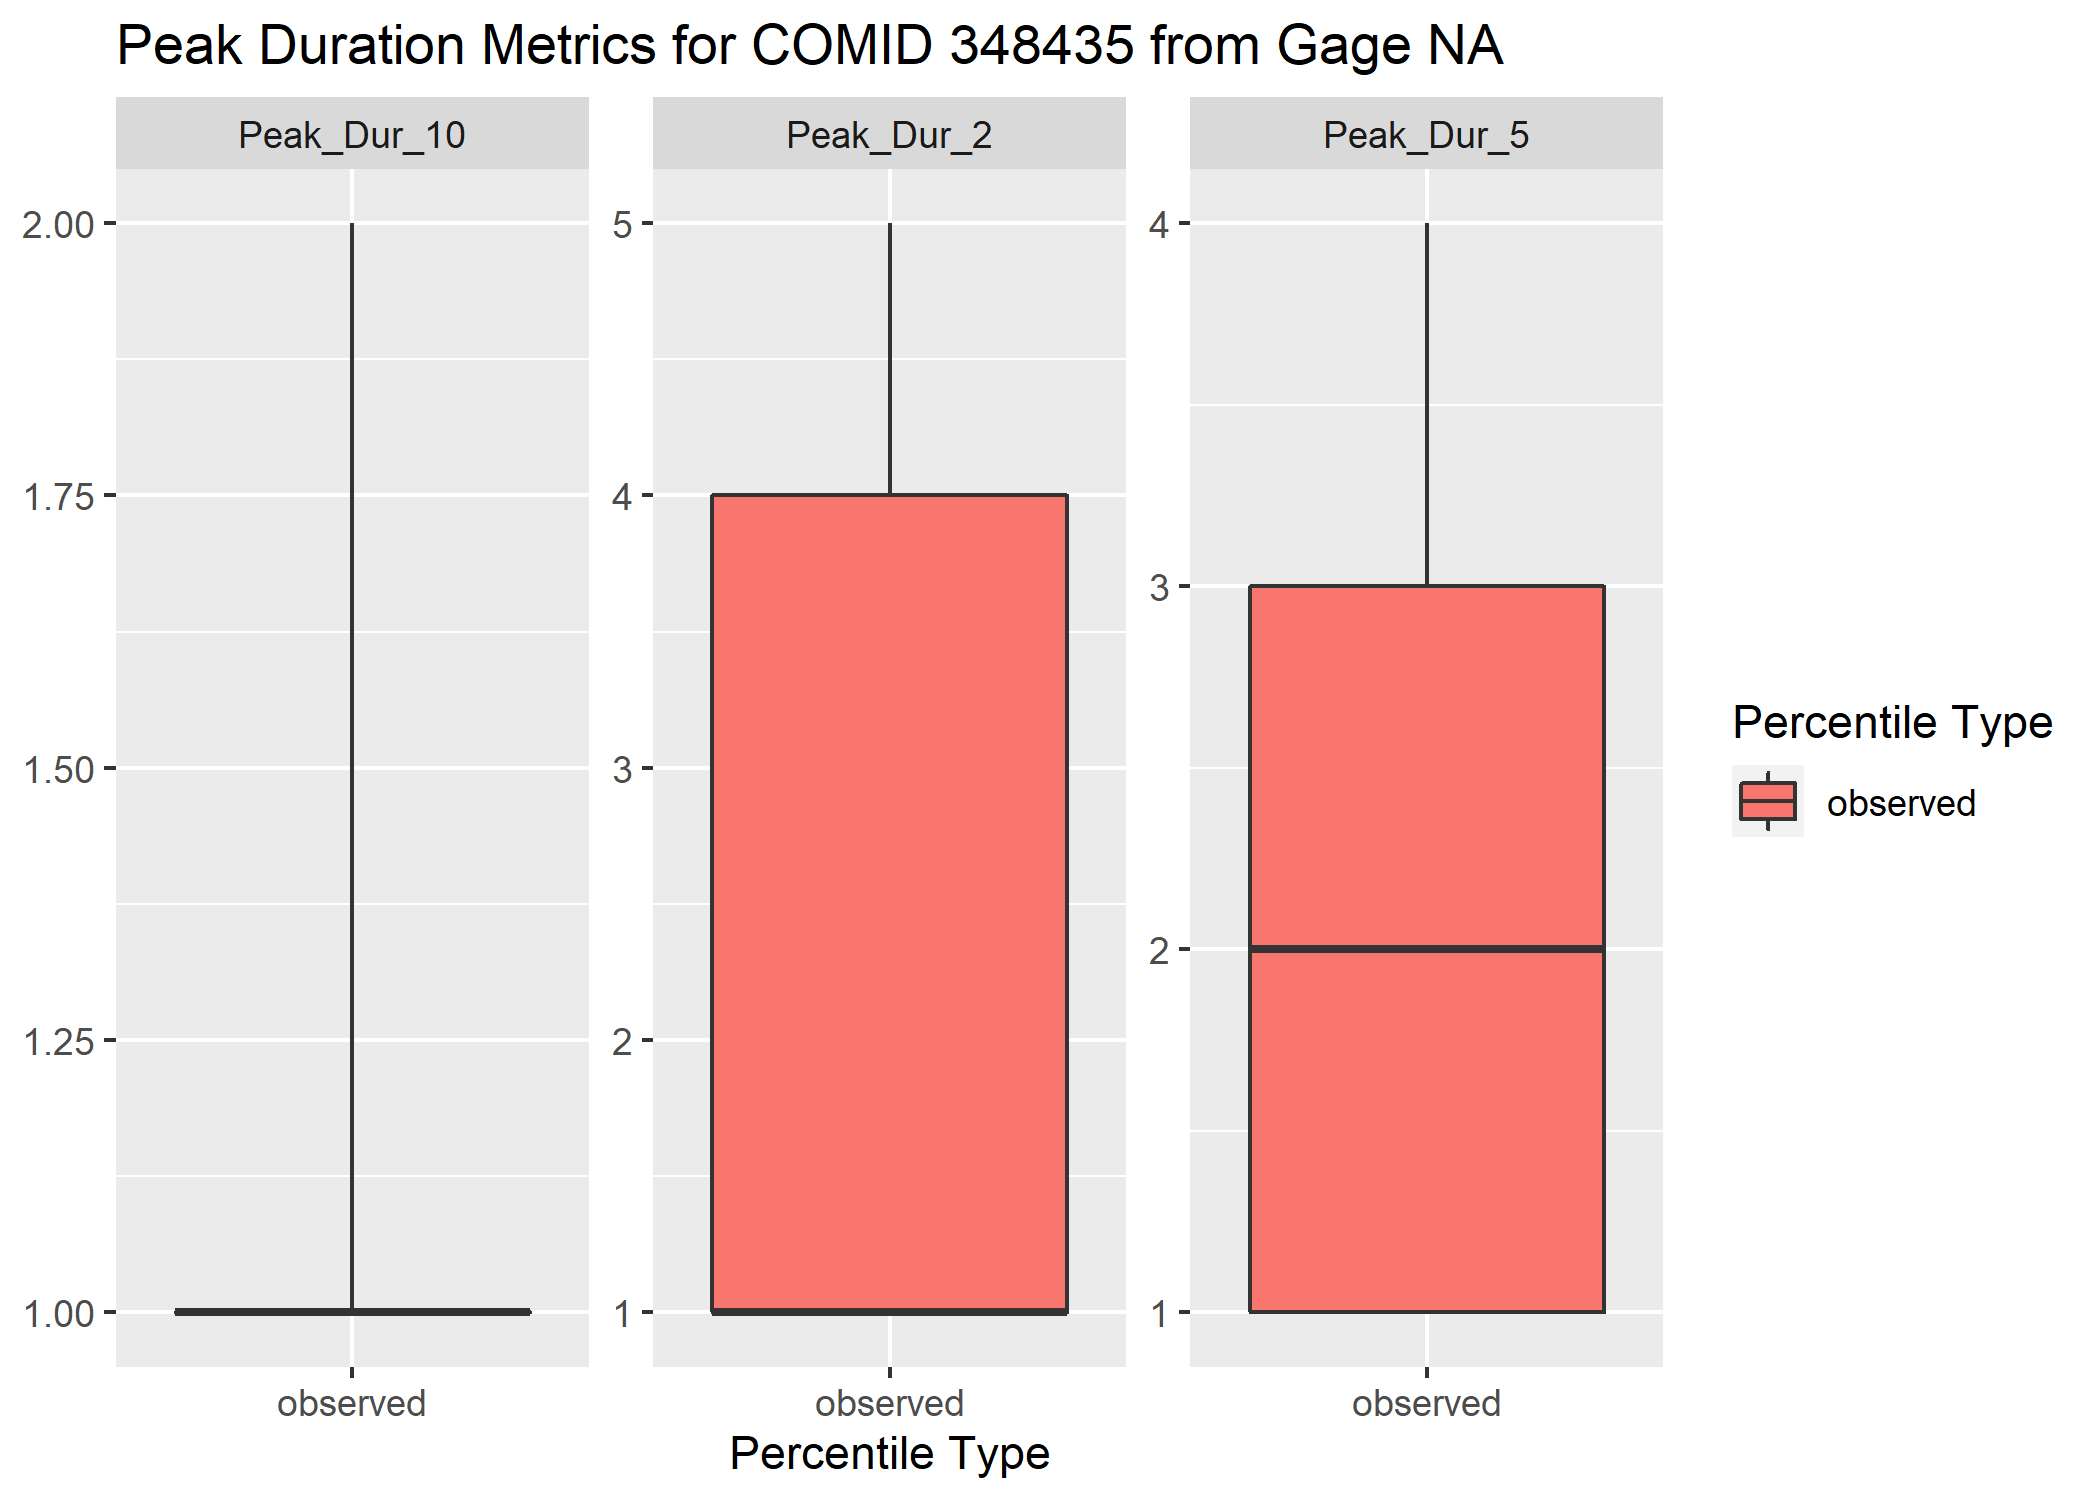 Peak Duration Metrics for COMID 348435 from Gage NA
Peak_Dur_10
Peak_Dur_2
Peak_Dur_5
2.00
1.75
1.50
1.25
1.00
5
4
3
2
1
4
3
2
1
observed
observed
observed
Percentile Type
Percentile Type
observed